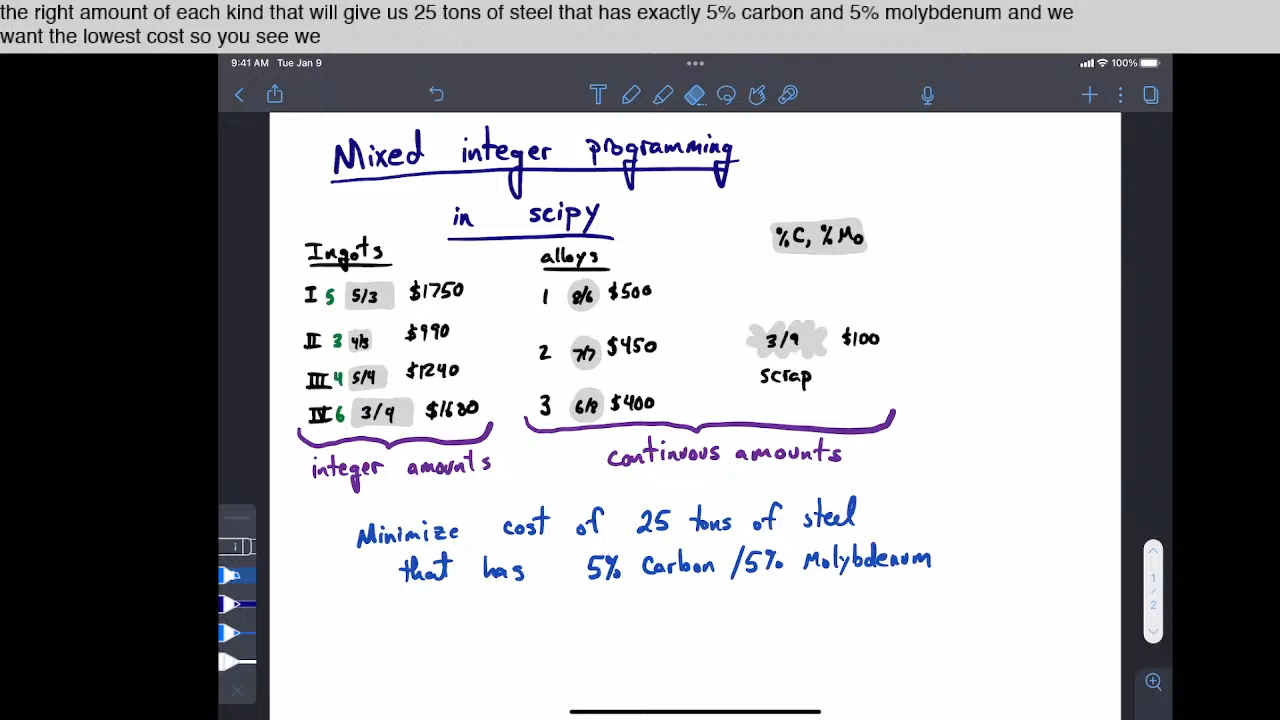 the right amount of each kind that will give us 25 tons of steel that has exactly 5% carbon and 5% molybdenum and we
want the lowest cost so you see we
9:41 AM Tue Jan 9
100%
Mixed integer programming
in scipy
%C, %Mo
Ingots
I 5 5/3 $1750
II 3 4/3 $990
III 4 5/4 $1240
IV 6 3/4 $1680
integer amounts
alloys
1 8/6 $500
2 7/7 $450
3 6/8 $400
3/9 $100
scrap
continuous amounts
Minimize cost of 25 tons of steel
that has 5% Carbon /5% Molybdenum
1
/
2